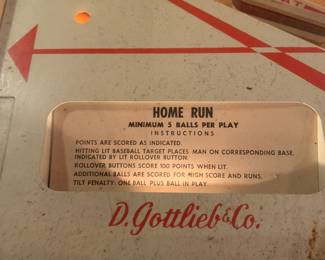 HOME RUN
MINIMUM 5 BALLS PER PLAY
INSTRUCTIONS
POINTS ARE SCORED AS INDICATED.
HITTING LIT BASEBALL TARGET PLACES MAN ON CORRESPONDING BASE,
INDICATED BY LIT ROLLOVER BUTTON.
ROLLOVER BUTTONS SCORE 100 POINTS WHEN LIT.
ADDITIONAL BALLS ARE SCORED FOR HIGH SCORE AND RUNS.
TILT PENALTY: ONE BALL PLUS BALL IN PLAY.
D. Gottlieb & Co.